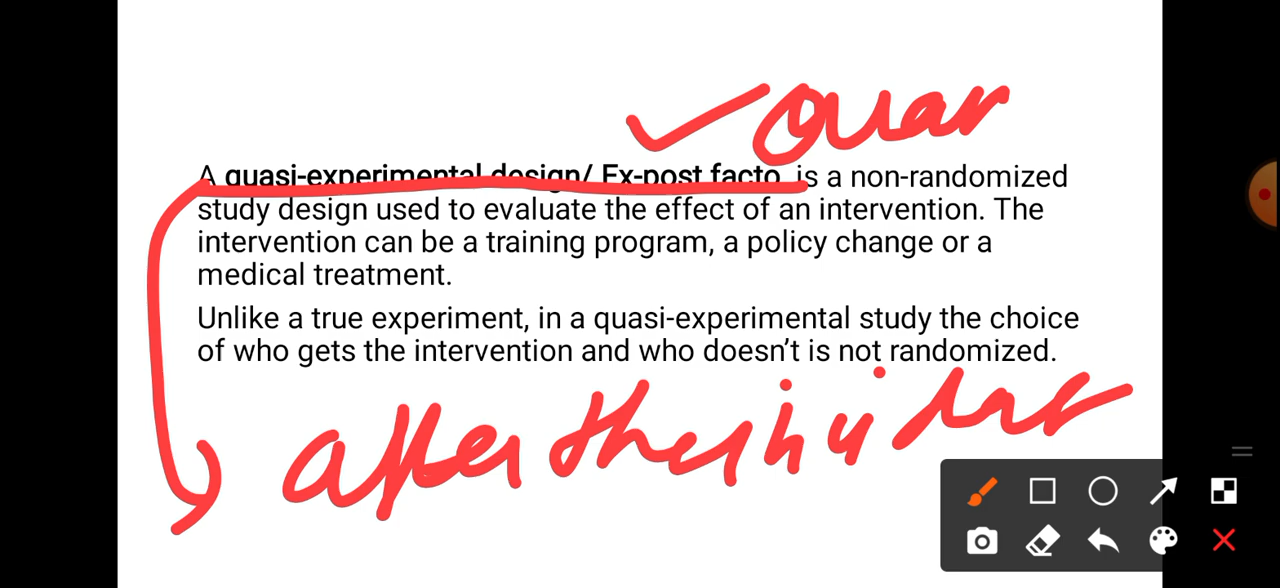 A quasi-experimental design/ Ex-post facto is a non-randomized
study design used to evaluate the effect of an intervention. The
intervention can be a training program, a policy change or a
medical treatment.
Unlike a true experiment, in a quasi-experimental study the choice
of who gets the intervention and who doesn’t is not randomized.
after the